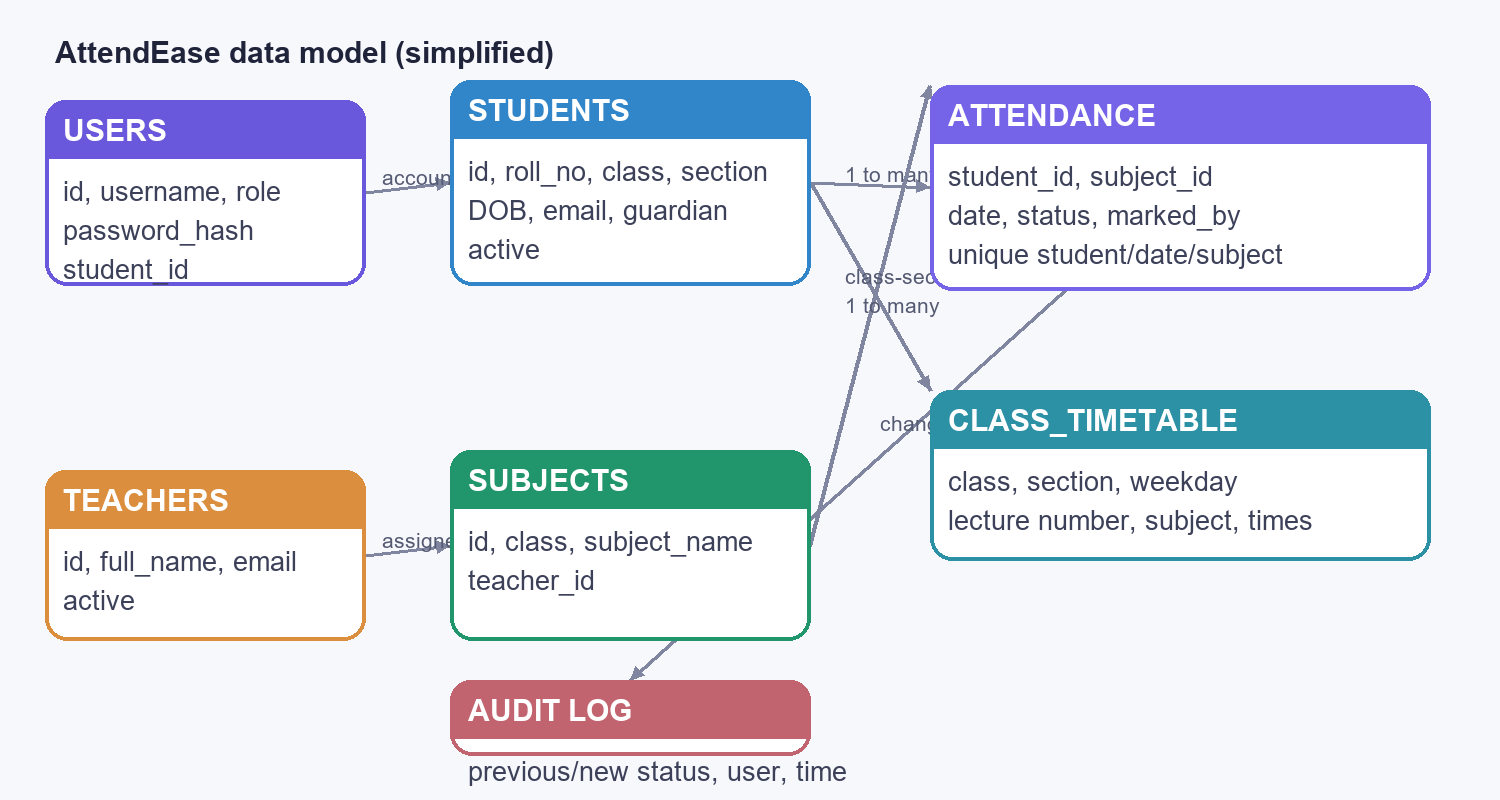 AttendEase data model (simplified)
USERS
id, username, role
password_hash
student_id
STUDENTS
id, roll_no, class, section
DOB, email, guardian
active
ATTENDANCE
student_id, subject_id
date, status, marked_by
unique student/date/subject
1 to
1 to many
CLASS_TIMETABLE
class, section, weekday
lecture number, subject, times
TEACHERS
id, full_name, email
active
SUBJECTS
id, class, subject_name
teacher_id
AUDIT LOG
previous/new status, user, time